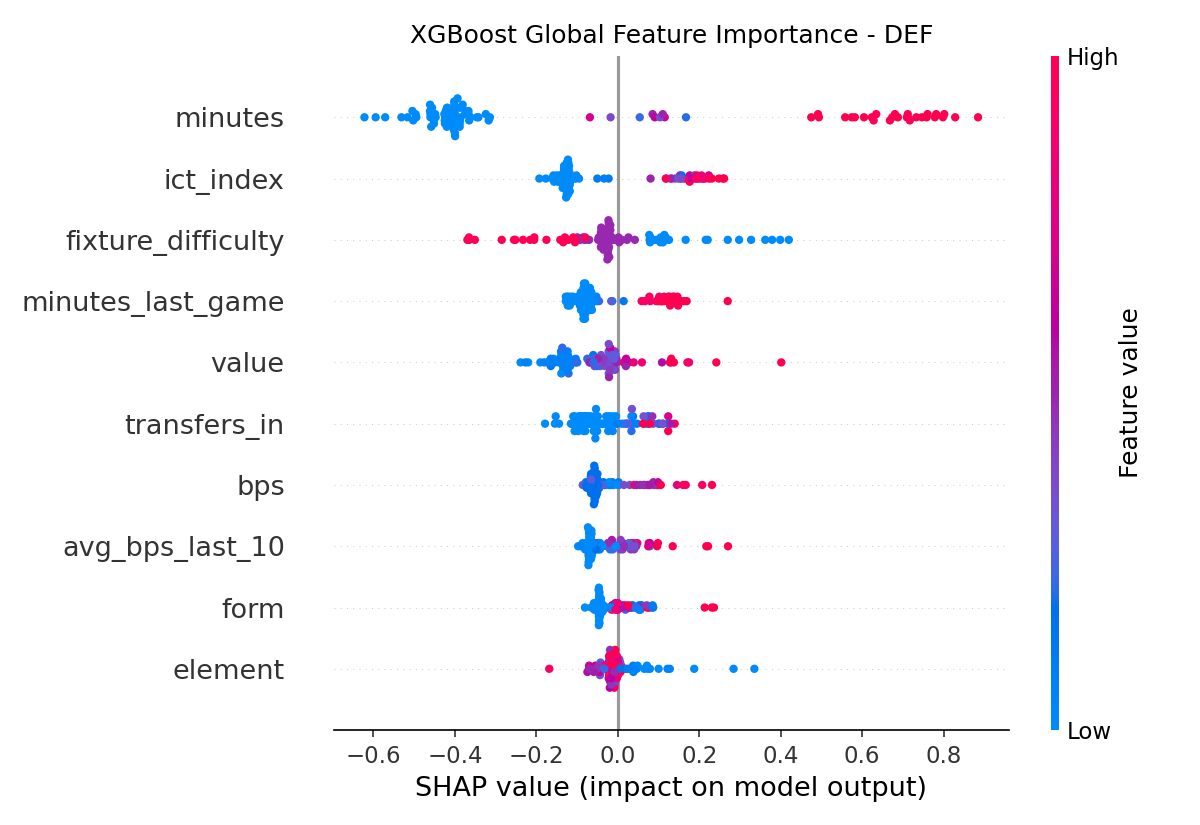 XGBoost Global Feature Importance - DEF
High
minutes
ict_index
fixture_difficulty
minutes_last_game
value
transfers_in
bps
avg_bps_last_10
form
element
Feature value
Low
−0.6 −0.4 −0.2 0.0 0.2 0.4 0.6 0.8
SHAP value (impact on model output)